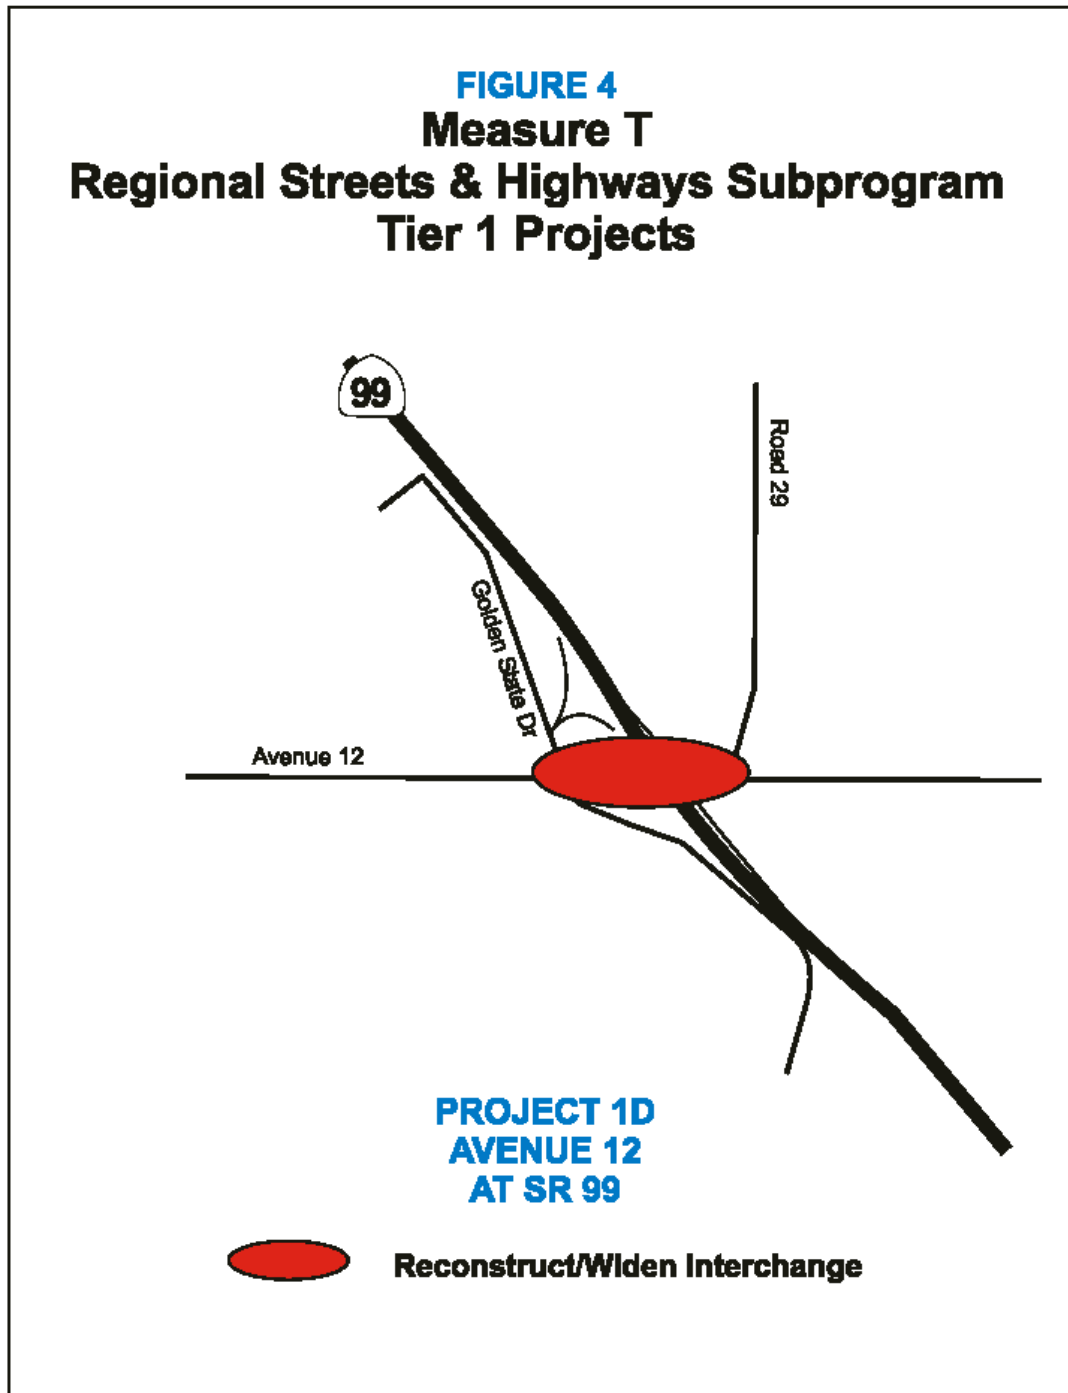 FIGURE 4
Measure T
Regional Streets & Highways Subprogram
Tier 1 Projects
99
Road 29
Golden State Dr
Avenue 12
PROJECT 1D
AVENUE 12
AT SR 99
Reconstruct/Widen Interchange